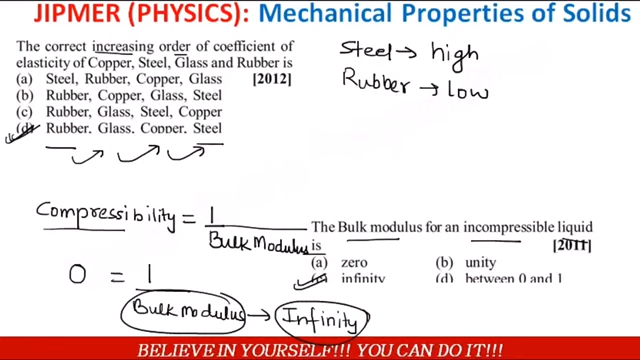 JIPMER (PHYSICS): Mechanical Properties of Solids
The correct increasing order of coefficient of
elasticity of Copper, Steel, Glass and Rubber is
(a) Steel, Rubber, Copper, Glass [2012]
(b) Rubber, Copper, Glass, Steel
(c) Rubber, Glass, Steel, Copper
(d) Rubber, Glass, Copper, Steel
Steel → high
Rubber → low
Compressibility = 1
Bulk Modulus
0 = 1
Bulk Modulus → Infinity
The Bulk modulus for an incompressible liquid
is [2011]
(a) zero (b) unity
(c) infinity (d) between 0 and 1
BELIEVE IN YOURSELF!!! YOU CAN DO IT!!!